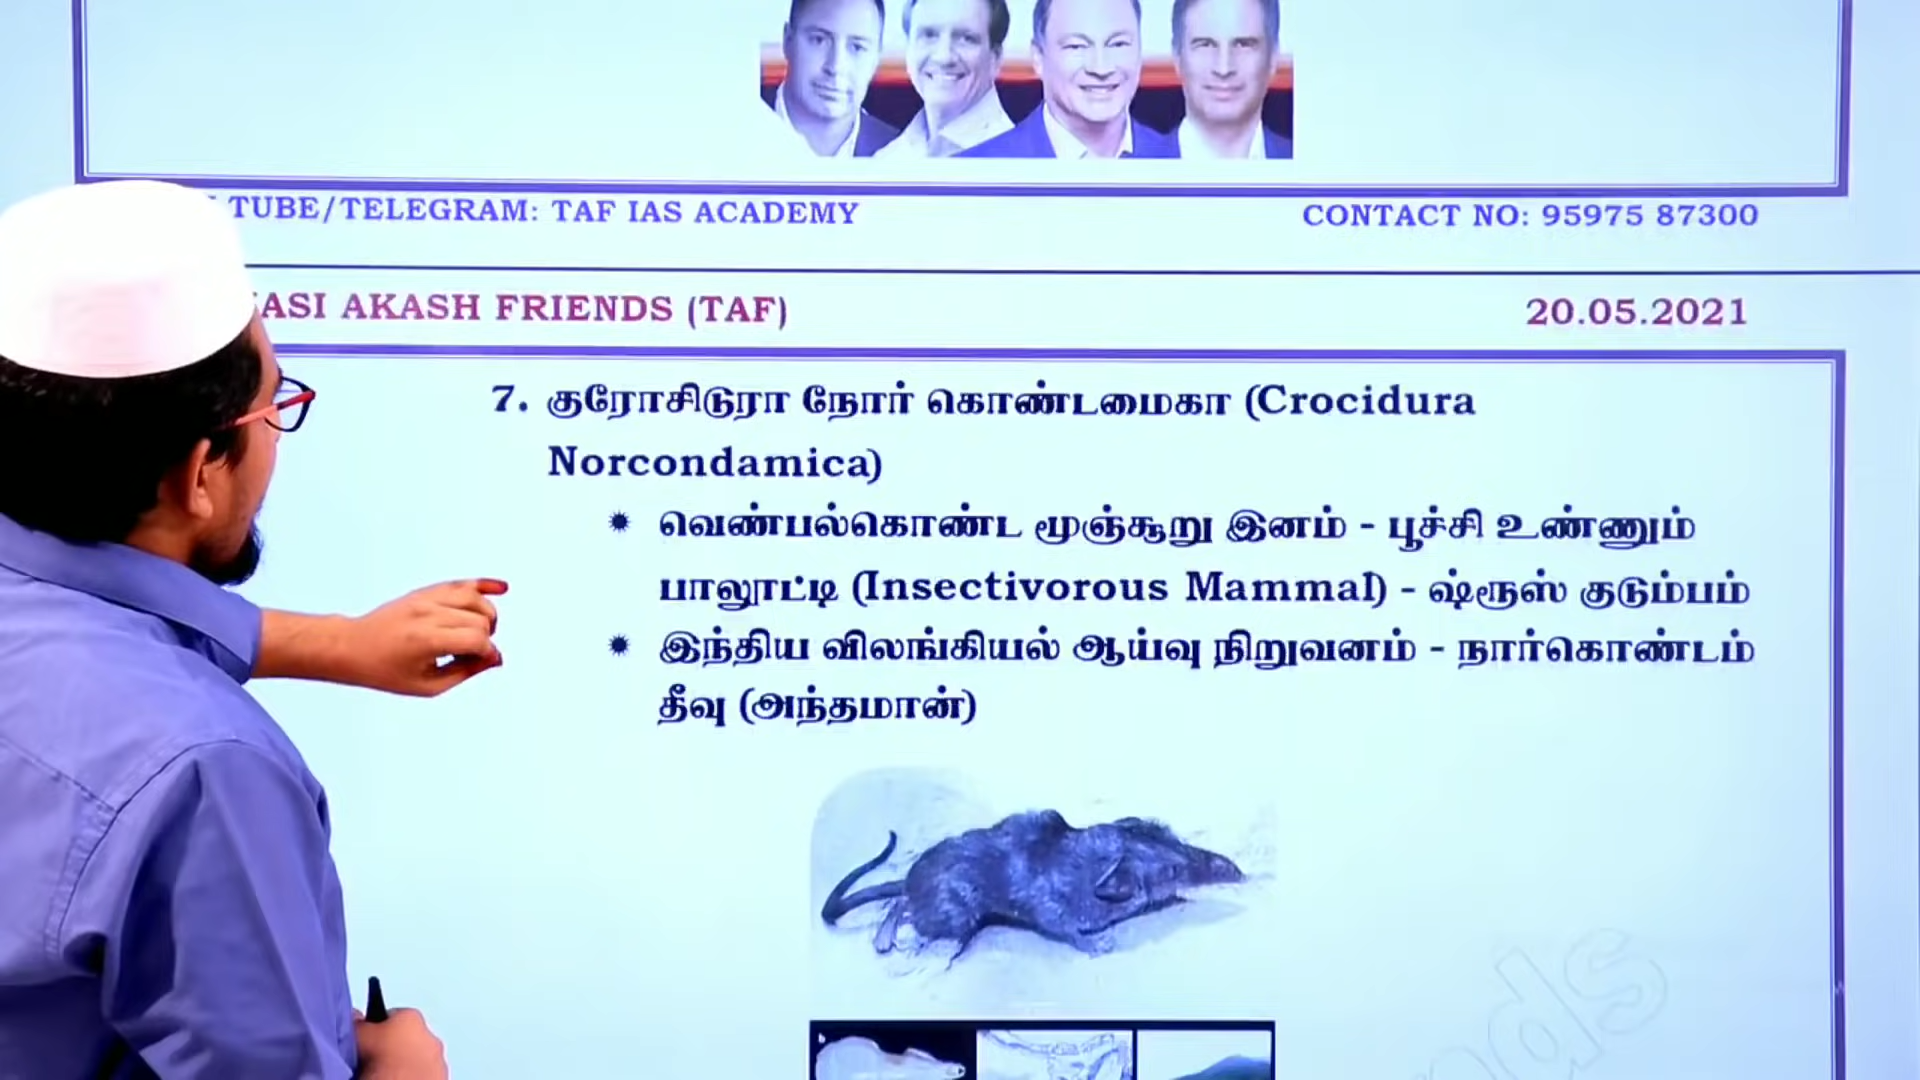 TUBE/TELEGRAM: TAF IAS ACADEMY
CONTACT NO: 95975 87300
ASI AKASH FRIENDS (TAF)
20.05.2021
7. குரோசிடுரா நோர் கொண்டமைகா (Crocidura
Norcondamica)
வெண்பல்கொண்ட மூஞ்சூறு இனம் - பூச்சி உண்ணும்
பாலூட்டி (Insectivorous Mammal) - ஷ்ரூஸ் குடும்பம்
இந்திய விலங்கியல் ஆய்வு நிறுவனம் - நார்கொண்டம்
தீவு (அந்தமான்)